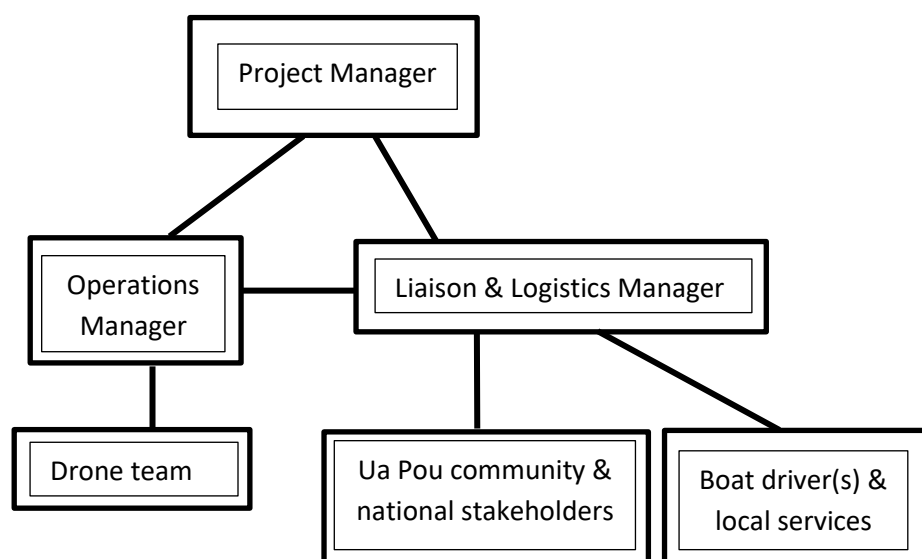 Project Manager
Operations
Manager
Liaison & Logistics Manager
Drone team
Ua Pou community &
national stakeholders
Boat driver(s) &
local services